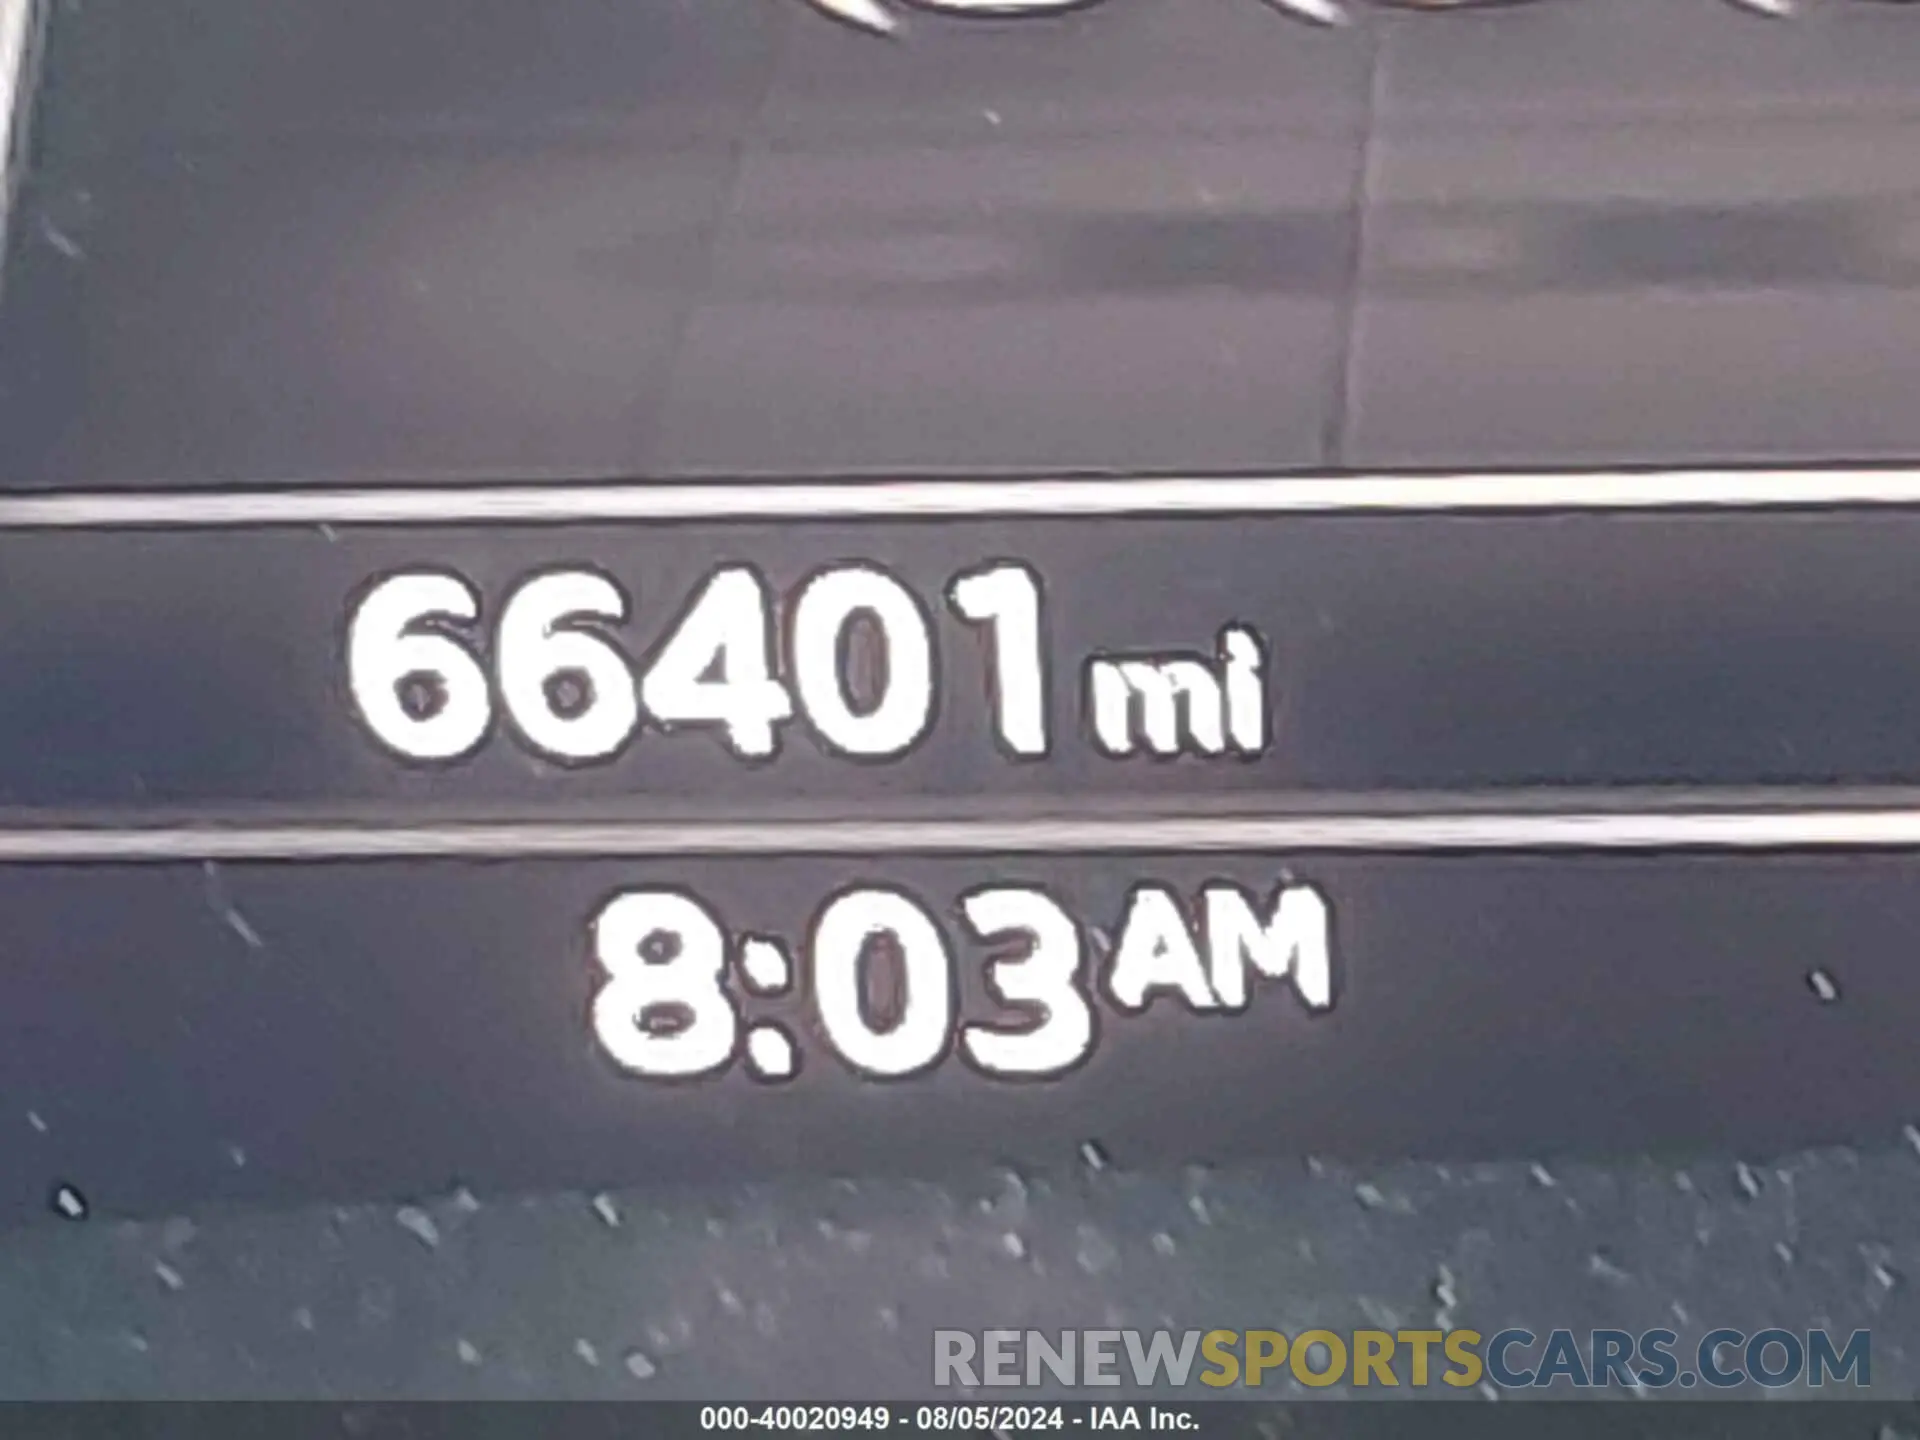 66401 mi
8:03 AM
RENEWSPORTSCARS.COM
000-40020949 - 08/05/2024 - IAA Inc.